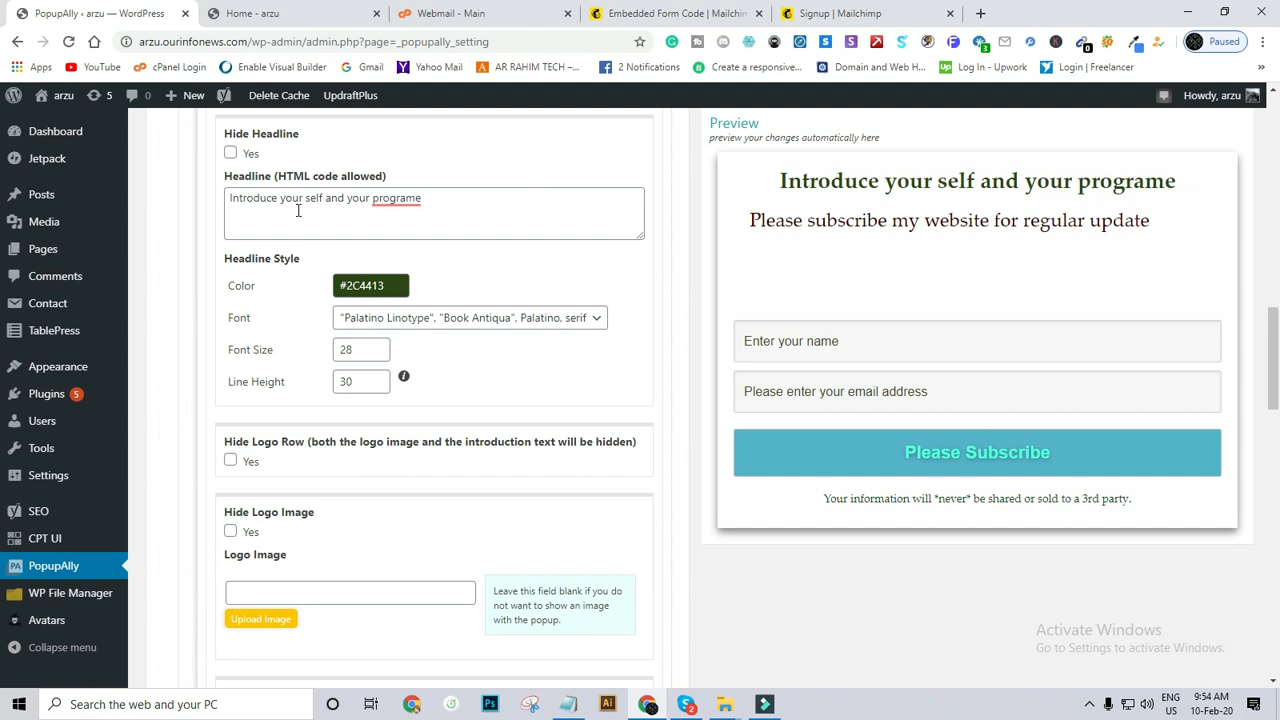 PopupAlly ‹ arzu — WordPress
Home - arzu
Webmail - Main
Embedded Form Code | Mailchim
Signup | Mailchimp
arzu.ourinfonews.com/wp-admin/admin.php?page=_popupally_setting
Paused
Apps
YouTube
cPanel Login
Enable Visual Builder
Gmail
Yahoo Mail
AR RAHIM TECH –...
2 Notifications
Create a responsive...
Domain and Web H...
Log In - Upwork
Login | Freelancer
»
arzu
5
0
New
Delete Cache
UpdraftPlus
Howdy, arzu
Dashboard
Jetpack
Posts
Media
Pages
Comments
Contact
TablePress
Appearance
Plugins 5
Users
Tools
Settings
SEO
CPT UI
PopupAlly
WP File Manager
Avatars
Collapse menu
Hide Headline
Yes
Headline (HTML code allowed)
Introduce your self and your programe
Headline Style
Color
#2C4413
Font
"Palatino Linotype", "Book Antiqua", Palatino, serif
Font Size
28
Line Height
30
Hide Logo Row (both the logo image and the introduction text will be hidden)
Yes
Hide Logo Image
Yes
Logo Image
Upload Image
Leave this field blank if you do
not want to show an image
with the popup.
Preview
preview your changes automatically here
Introduce your self and your programe
Please subscribe my website for regular update
Enter your name
Please enter your email address
Please Subscribe
Your information will *never* be shared or sold to a 3rd party.
Activate Windows
Go to Settings to activate Windows.
Search the web and your PC
ENG
US
9:54 AM
10-Feb-20